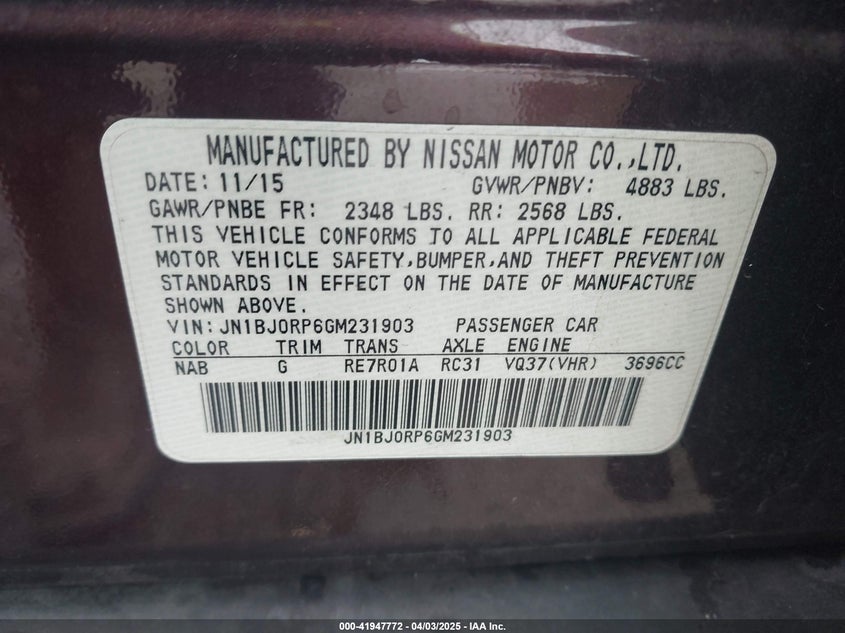 MANUFACTURED BY NISSAN MOTOR CO.,LTD.
DATE: 11/15 GVWR/PNBV: 4883 LBS.
GAWR/PNBE FR: 2348 LBS. RR: 2568 LBS.
THIS VEHICLE CONFORMS TO ALL APPLICABLE FEDERAL
MOTOR VEHICLE SAFETY,BUMPER,AND THEFT PREVENTION
STANDARDS IN EFFECT ON THE DATE OF MANUFACTURE
SHOWN ABOVE.
VIN: JN1BJ0RP6GM231903 PASSENGER CAR
COLOR TRIM TRANS AXLE ENGINE
NAB G RE7R01A RC31 VQ37(VHR) 3696CC
JN1BJ0RP6GM231903
000-41947772 - 04/03/2025 - IAA Inc.